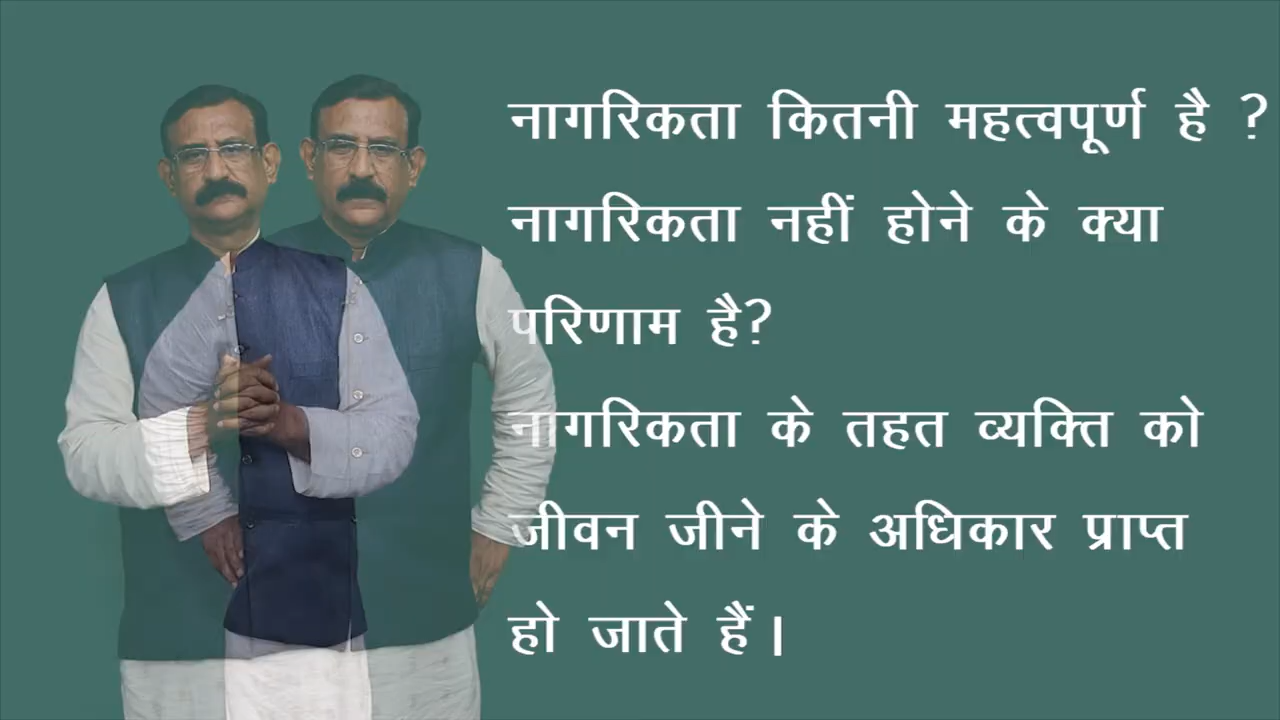 नागरिकता कितनी महत्वपूर्ण है ?
नागरिकता नहीं होने के क्या
परिणाम है?
नागरिकता के तहत व्यक्ति को
जीवन जीने के अधिकार प्राप्त
हो जाते हैं।